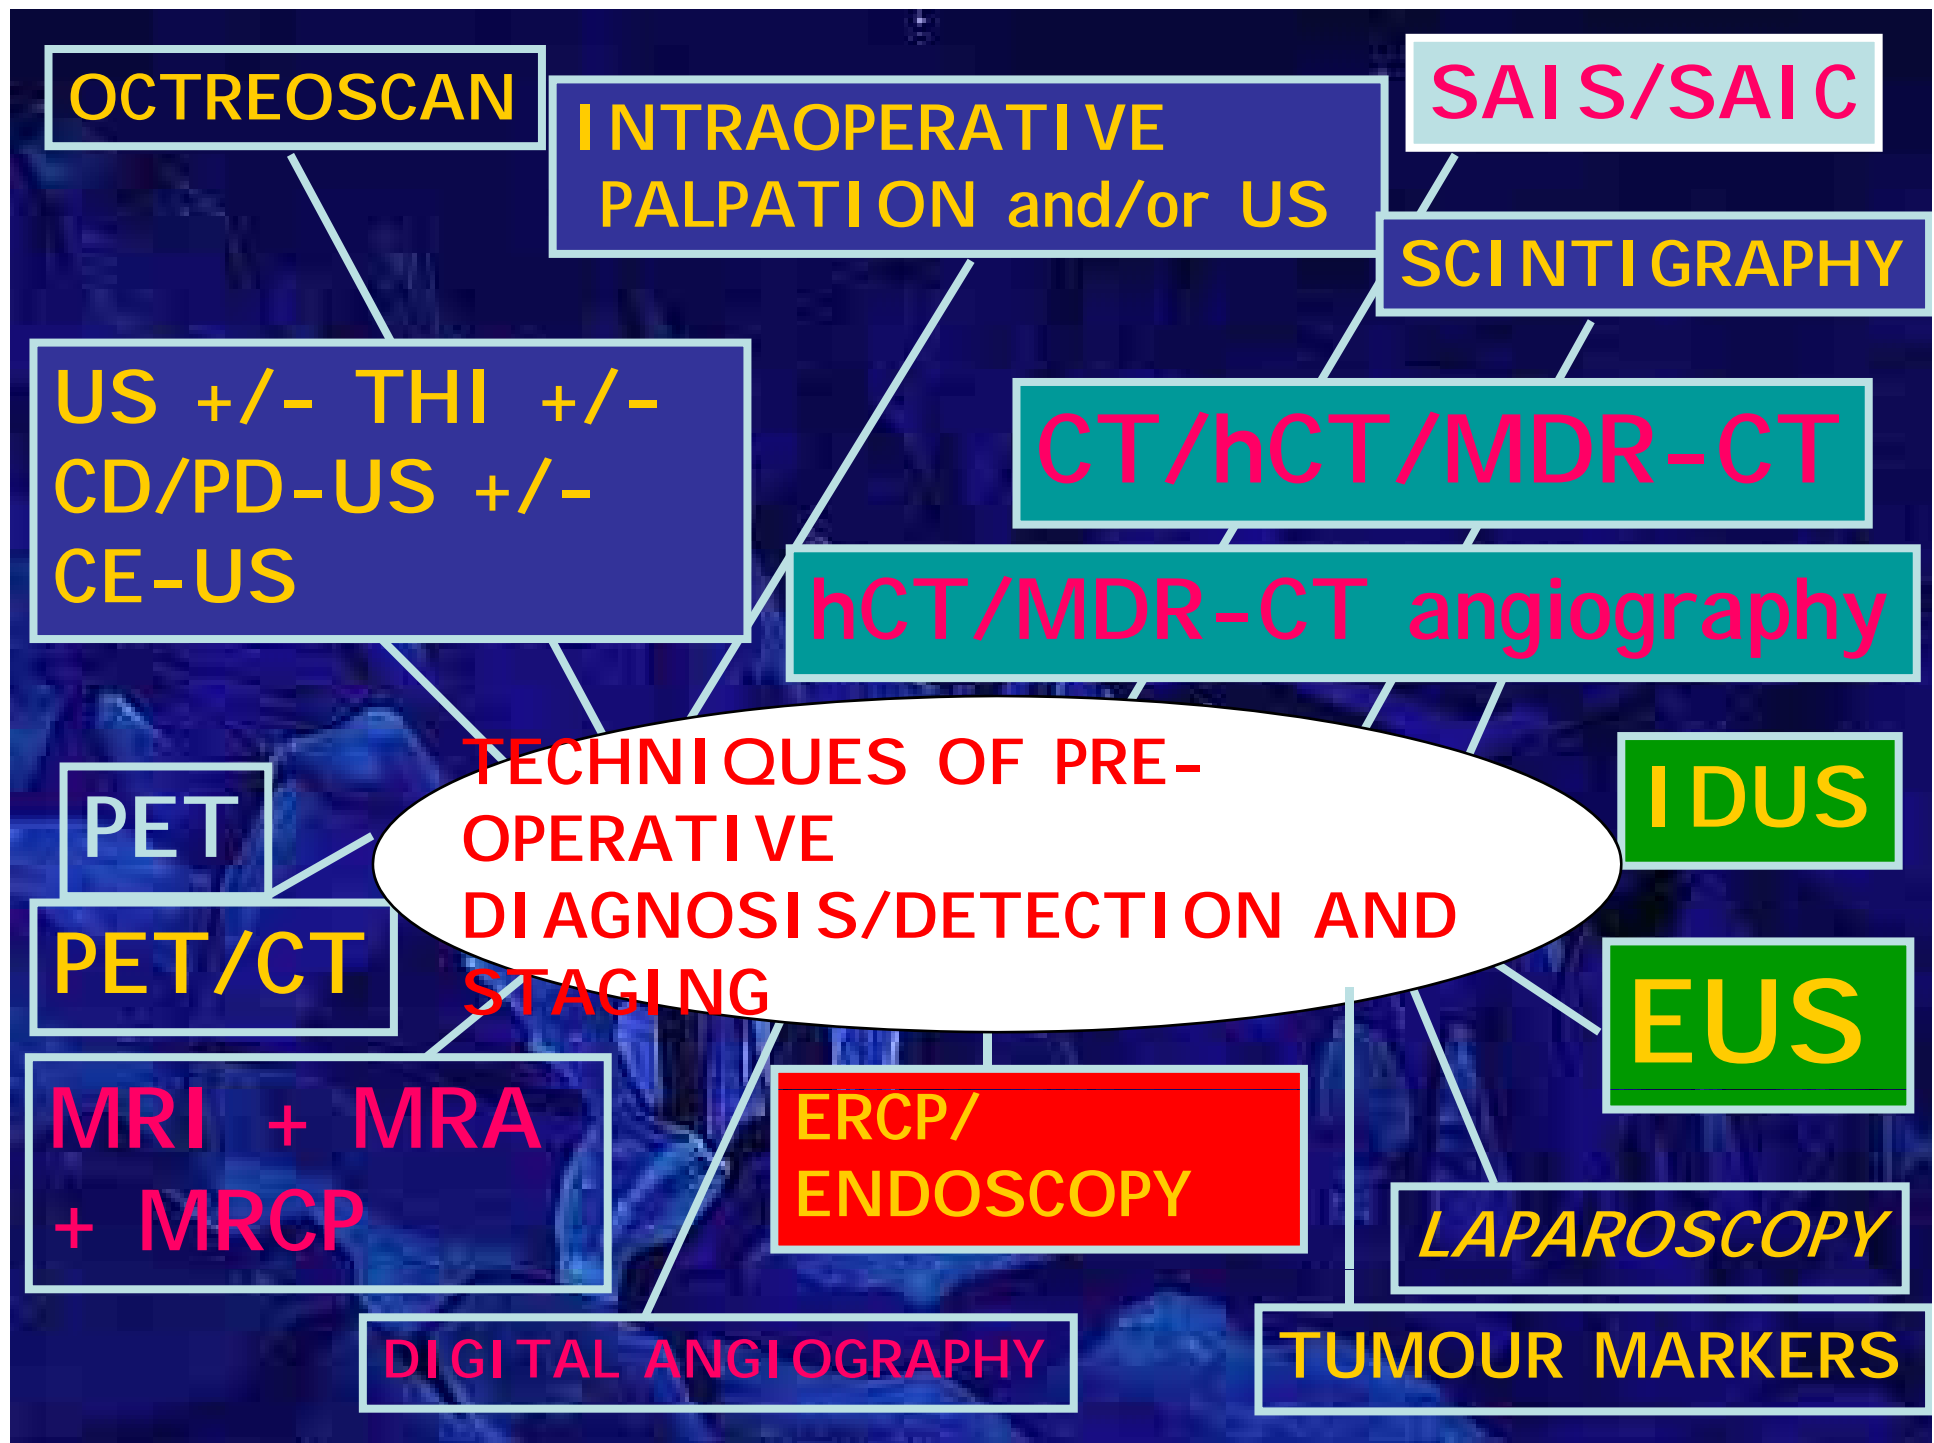 OCTREOSCAN
INTRAOPERATIVE
PALPATION and/or US
SAIS/SAIC
SCINTIGRAPHY
US +/- THI +/-
CD/PD-US +/-
CE-US
CT/hCT/MDR-CT
hCT/MDR-CT angiography
TECHNIQUES OF PRE-
OPERATIVE
DIAGNOSIS/DETECTION AND
STAGING
PET
PET/CT
IDUS
EUS
MRI + MRA
+ MRCP
ERCP/
ENDOSCOPY
LAPAROSCOPY
DIGITAL ANGIOGRAPHY
TUMOUR MARKERS